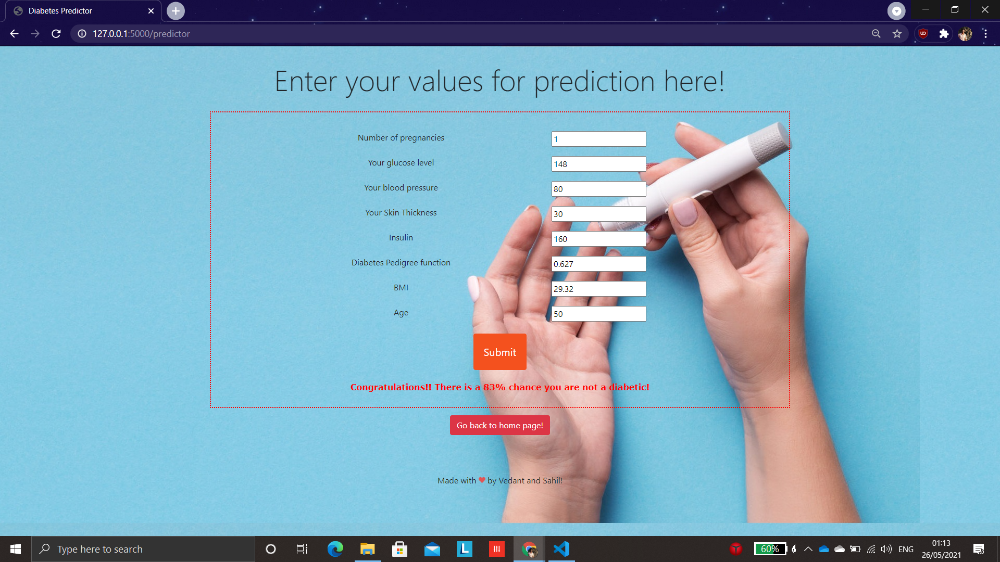 Diabetes Predictor
127.0.0.1:5000/predictor
Enter your values for prediction here!
Number of pregnancies 1
Your glucose level 148
Your blood pressure 80
Your Skin Thickness 30
Insulin 160
Diabetes Pedigree function 0.627
BMI 29.32
Age 50
Submit
Congratulations!! There is a 83% chance you are not a diabetic!
Go back to home page!
Made with ❤ by Vedant and Sahil!
Type here to search
L
60%
ENG
01:13
26/05/2021